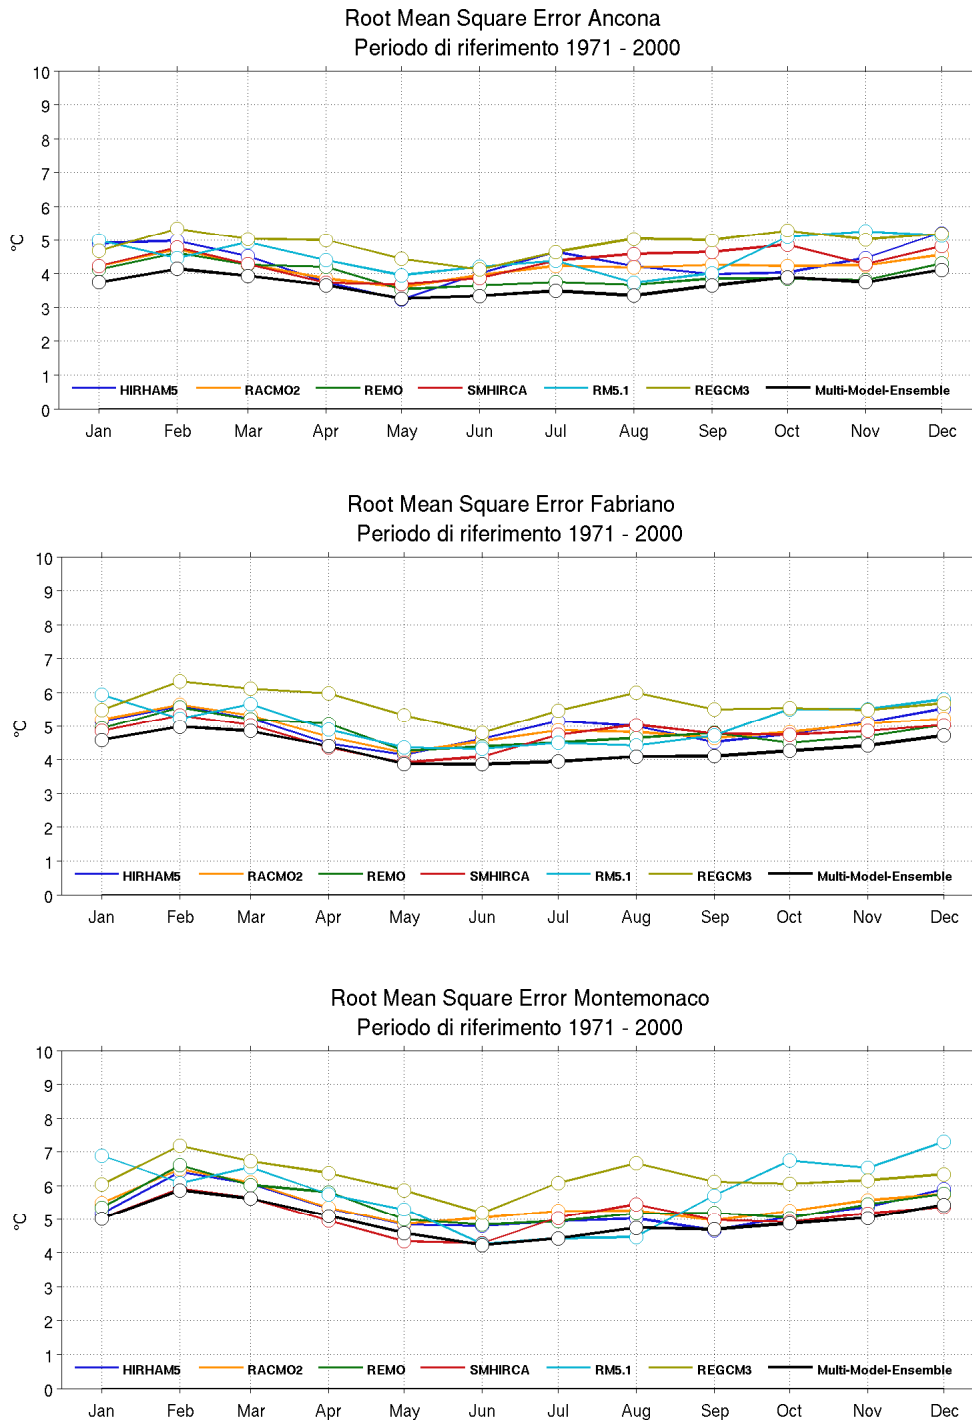 Root Mean Square Error Ancona
Periodo di riferimento 1971 - 2000
10
9
8
7
6
5
4
3
2
1
0
°C
HIRHAM5 RACMO2 REMO SMHIRCA RM5.1 REGCM3 Multi-Model-Ensemble
Jan Feb Mar Apr May Jun Jul Aug Sep Oct Nov Dec
Root Mean Square Error Fabriano
Periodo di riferimento 1971 - 2000
10
9
8
7
6
5
4
3
2
1
0
°C
HIRHAM5 RACMO2 REMO SMHIRCA RM5.1 REGCM3 Multi-Model-Ensemble
Jan Feb Mar Apr May Jun Jul Aug Sep Oct Nov Dec
Root Mean Square Error Montemonaco
Periodo di riferimento 1971 - 2000
10
9
8
7
6
5
4
3
2
1
0
°C
HIRHAM5 RACMO2 REMO SMHIRCA RM5.1 REGCM3 Multi-Model-Ensemble
Jan Feb Mar Apr May Jun Jul Aug Sep Oct Nov Dec